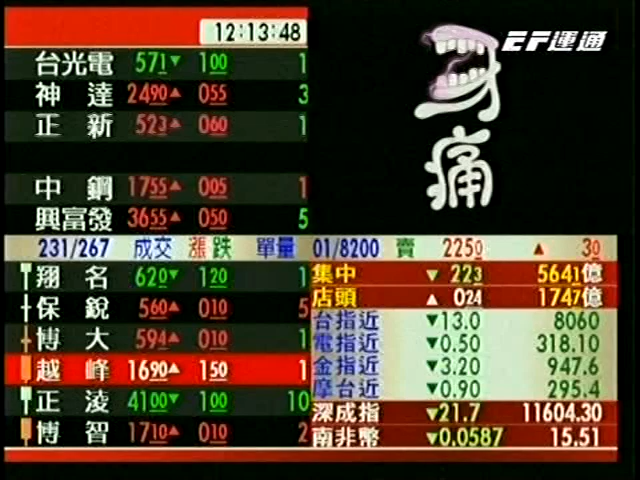 12:13:48
EF運通
牙痛
台光電 571▼ 100 1
神達 2490▲ 055 3
正新 523▲ 060 1
中鋼 1755▲ 005 1
興富發 3655▲ 050 5
231/267 成交 漲跌 單量 01/8200 賣 2250 ▲ 30
翔名 620▼ 120 1
保銳 560▲ 010 5
博大 594▲ 010 1
越峰 1690▲ 150 1
正淩 4100▼ 100 10
博智 1710▲ 010 2
集中 ▼ 223 5641億
店頭 ▲ 024 1747億
台指近 ▼13.0 8060
電指近 ▼0.50 318.10
金指近 ▼3.20 947.6
摩台近 ▼0.90 295.4
深成指 ▼21.7 11604.30
南非幣 ▼0.0587 15.51